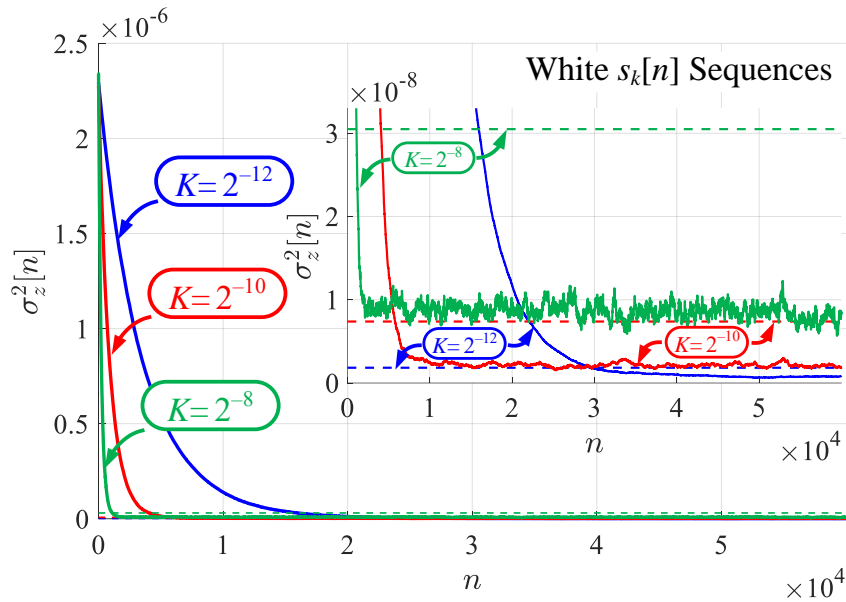 ×10⁻⁶
White sₖ[n] Sequences
2.5
2
1.5
1
0.5
0
σ_z²[n]
K= 2⁻¹²
K= 2⁻¹⁰
K= 2⁻⁸
×10⁻⁸
3
2
1
0
σ_z²[n]
K= 2⁻⁸
K= 2⁻¹²
K= 2⁻¹⁰
0 1 2 3 4 5
n
×10⁴
0 1 2 3 4 5
n
×10⁴